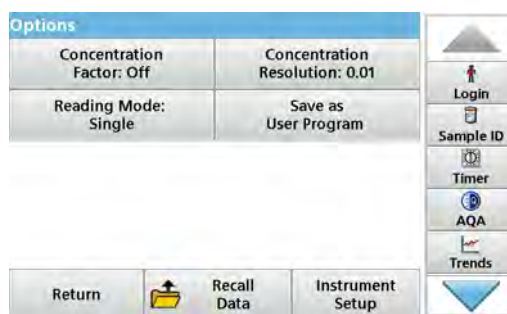 Options
Concentration
Factor: Off
Concentration
Resolution: 0.01
Reading Mode:
Single
Save as
User Program
Login
Sample ID
Timer
AQA
Trends
Return
Recall
Data
Instrument
Setup